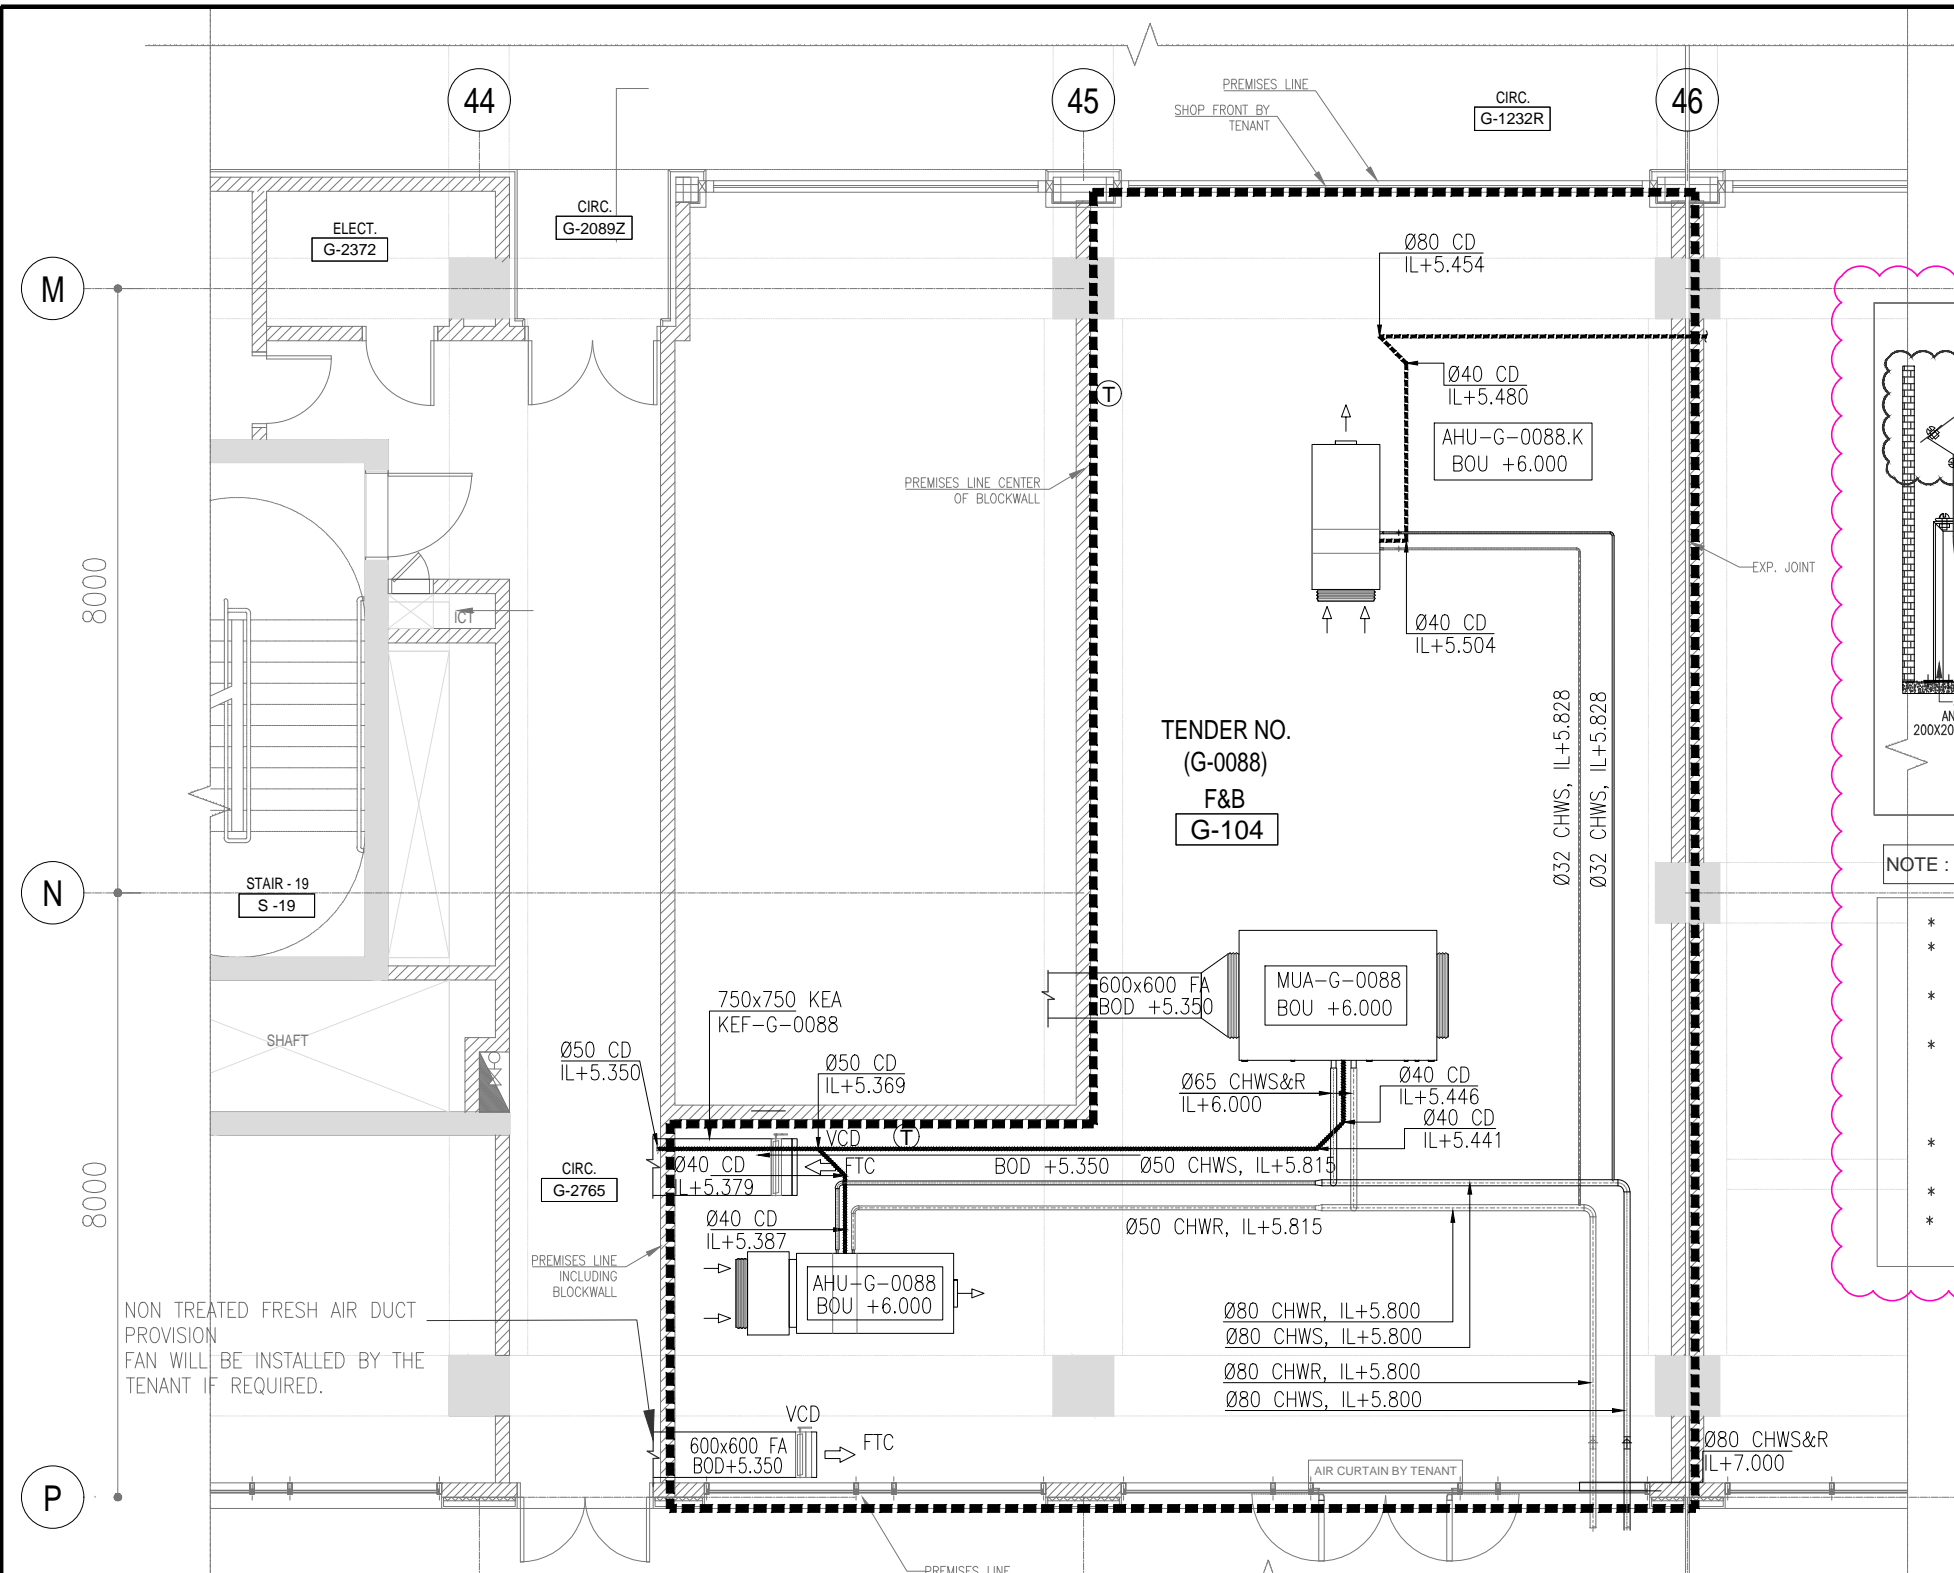 44
45
46
PREMISES LINE
SHOP FRONT BY
TENANT
CIRC.
G-1232R
ELECT.
G-2372
CIRC.
G-2089Z
M
Ø80 CD
IL+5.454
T
Ø40 CD
IL+5.480
AHU-G-0088.K
BOU +6.000
PREMISES LINE CENTER
OF BLOCKWALL
8000
EXP. JOINT
ICT
Ø40 CD
IL+5.504
TENDER NO.
(G-0088)
F&B
G-104
Ø32 CHWS, IL+5.828
Ø32 CHWS, IL+5.828
AN
200X20
NOTE :
N
STAIR - 19
S -19
*
*
*
*
*
*
*
SHAFT
750x750 KEA
KEF-G-0088
600x600 FA
BOD +5.350
MUA-G-0088
BOU +6.000
Ø50 CD
IL+5.350
Ø50 CD
IL+5.369
Ø65 CHWS&R
IL+6.000
Ø40 CD
IL+5.446
Ø40 CD
IL+5.441
VCD
T
FTC
BOD +5.350
Ø50 CHWS, IL+5.815
Ø40 CD
IL+5.379
CIRC.
G-2765
8000
Ø40 CD
IL+5.387
Ø50 CHWR, IL+5.815
PREMISES LINE
INCLUDING
BLOCKWALL
AHU-G-0088
BOU +6.000
NON TREATED FRESH AIR DUCT
PROVISION
FAN WILL BE INSTALLED BY THE
TENANT IF REQUIRED.
Ø80 CHWR, IL+5.800
Ø80 CHWS, IL+5.800
Ø80 CHWR, IL+5.800
Ø80 CHWS, IL+5.800
VCD
600x600 FA
BOD+5.350
FTC
AIR CURTAIN BY TENANT
Ø80 CHWS&R
IL+7.000
P
PREMISES LINE